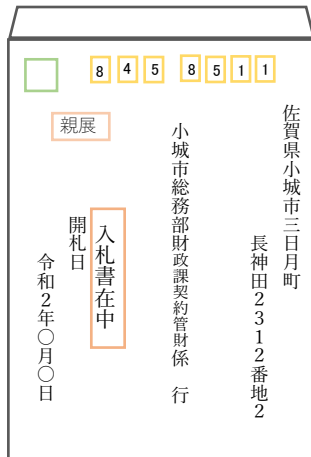 845 8511
佐賀県小城市三日月町
長神田2312番地2
小城市総務部財政課契約管財係　行
親展
入札書在中
開札日
令和2年〇月〇日